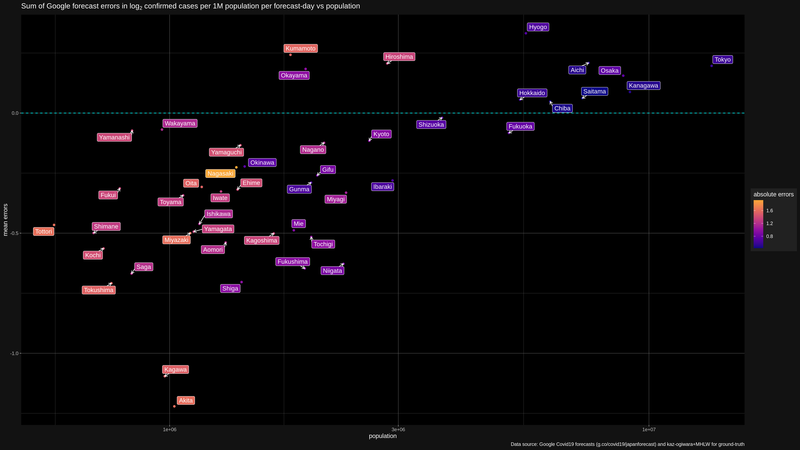 Sum of Google forecast errors in log2 confirmed cases per 1M population per forecast-day vs population
Hyogo
Kumamoto
Hiroshima
Tokyo
Aichi
Osaka
Okayama
Kanagawa
Hokkaido
Saitama
Chiba
0.0
Wakayama
Shizuoka
Fukuoka
Yamanashi
Kyoto
Yamaguchi
Nagano
Okinawa
Nagasaki
Gifu
Oita
Ehime
Gunma
Ibaraki
absolute errors
Fukui
Iwate
Miyagi
Toyama
1.6
1.2
0.8
Ishikawa
mean errors
Shimane
Mie
Tottori
Yamagata
-0.5
Miyazaki
Kagoshima
Tochigi
Aomori
Kochi
Fukushima
Saga
Niigata
Tokushima
Shiga
-1.0
Kagawa
Akita
1e+06
3e+06
1e+07
population
Data source: Google Covid19 forecasts (g.co/covid19/japanforecast) and kaz-ogiwara+MHLW for ground-truth